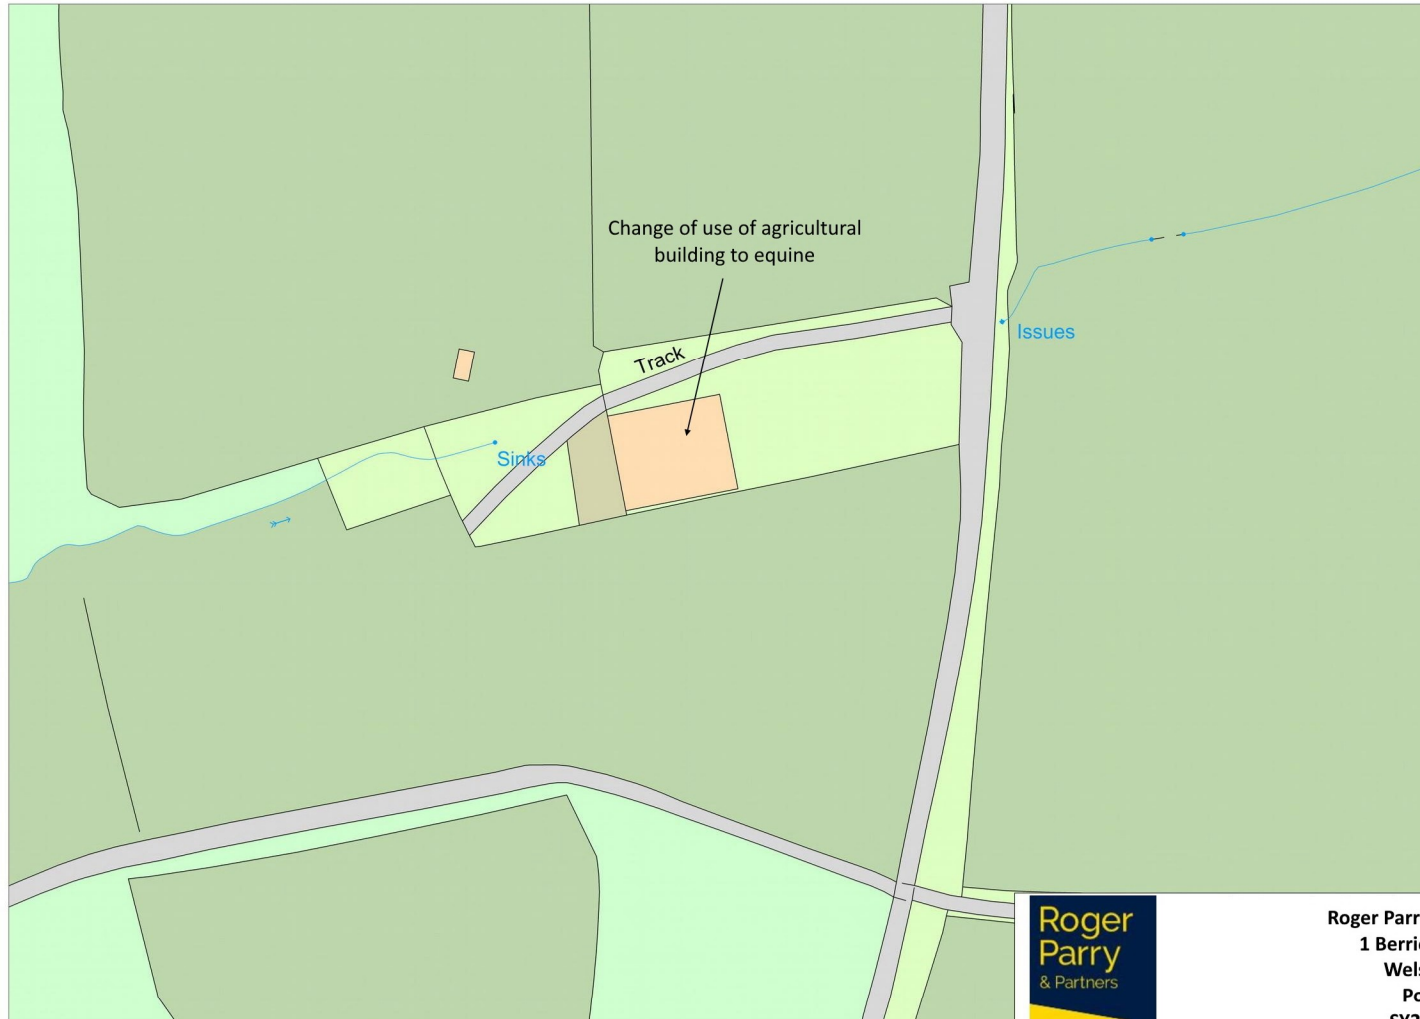 Change of use of agricultural
building to equine
Track
Issues
Sinks
Roger
Parry
& Partners
Roger Parr
1 Berri
Wels
Po